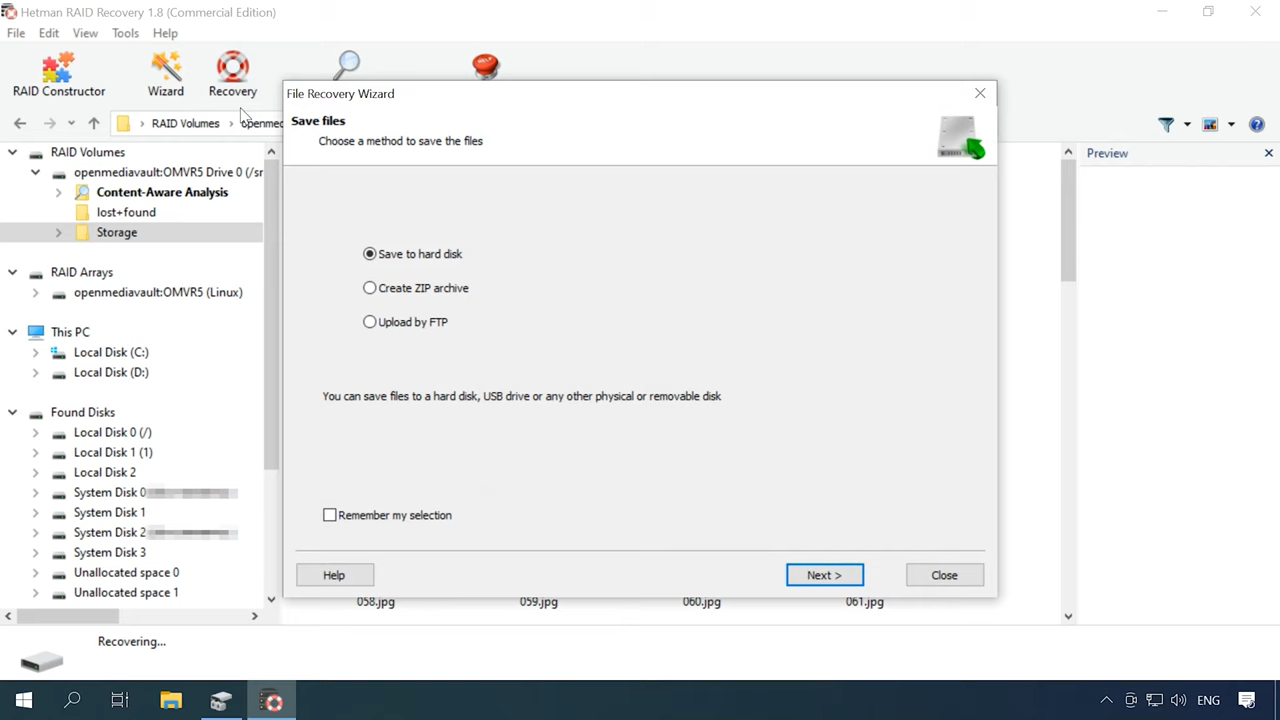 Hetman RAID Recovery 1.8 (Commercial Edition)
File Edit View Tools Help
RAID Constructor Wizard Recovery
RAID Volumes openmed
File Recovery Wizard
Save files
Choose a method to save the files
Save to hard disk
Create ZIP archive
Upload by FTP
You can save files to a hard disk, USB drive or any other physical or removable disk
Remember my selection
Help Next > Close
RAID Volumes
openmediavault:OMVR5 Drive 0 (/sr
Content-Aware Analysis
lost+found
Storage
RAID Arrays
openmediavault:OMVR5 (Linux)
This PC
Local Disk (C:)
Local Disk (D:)
Found Disks
Local Disk 0 (/)
Local Disk 1 (1)
Local Disk 2
System Disk 0
System Disk 1
System Disk 2
System Disk 3
Unallocated space 0
Unallocated space 1
058.jpg 059.jpg 060.jpg 061.jpg
Preview
Recovering...
ENG